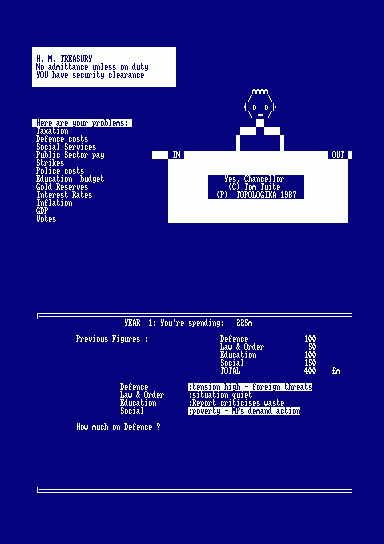 H. M. TREASURY
No admittance unless on duty
YOU have security clearance
Here are your problems:
Taxation
Defence costs
Social Services
Public Sector pay
Strikes
Police costs
Education budget
Gold Reserves
Interest Rates
Inflation
GDP
Votes
IN
OUT
Yes, Chancellor
(C) Tom Tuite
(P) TOPOLOGIKA 1987
YEAR 1: You're spending: 225m
Previous Figures :
Defence 100
Law & Order 50
Education 100
Social 150
TOTAL 400 £m
Defence :tension high - foreign threats
Law & Order :situation quiet
Education :Report criticises waste
Social :poverty - MPs demand action
How much on Defence ?